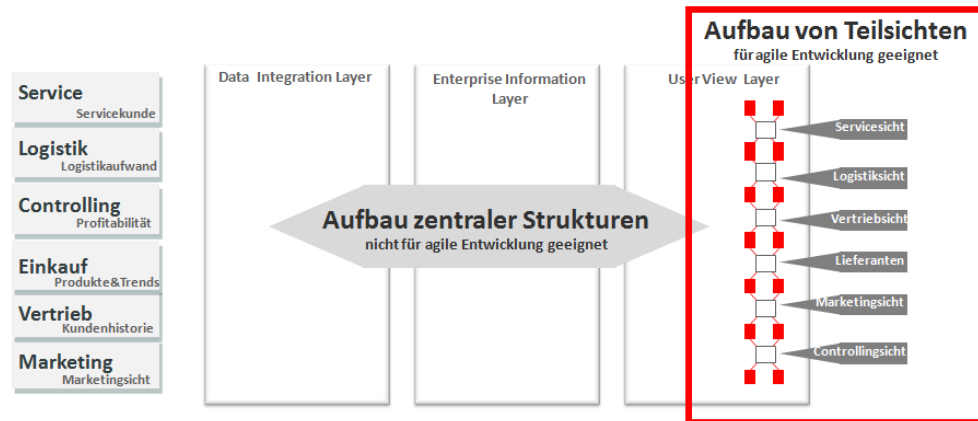 Aufbau von Teilsichten
für agile Entwicklung geeignet
Service
Servicekunde
Logistik
Logistikaufwand
Controlling
Profitabilität
Einkauf
Produkte&Trends
Vertrieb
Kundenhistorie
Marketing
Marketingsicht
Data Integration Layer
Enterprise Information
Layer
User View Layer
Aufbau zentraler Strukturen
nicht für agile Entwicklung geeignet
Servicesicht
Logistiksicht
Vertriebsicht
Lieferanten
Marketingsicht
Controllingsicht